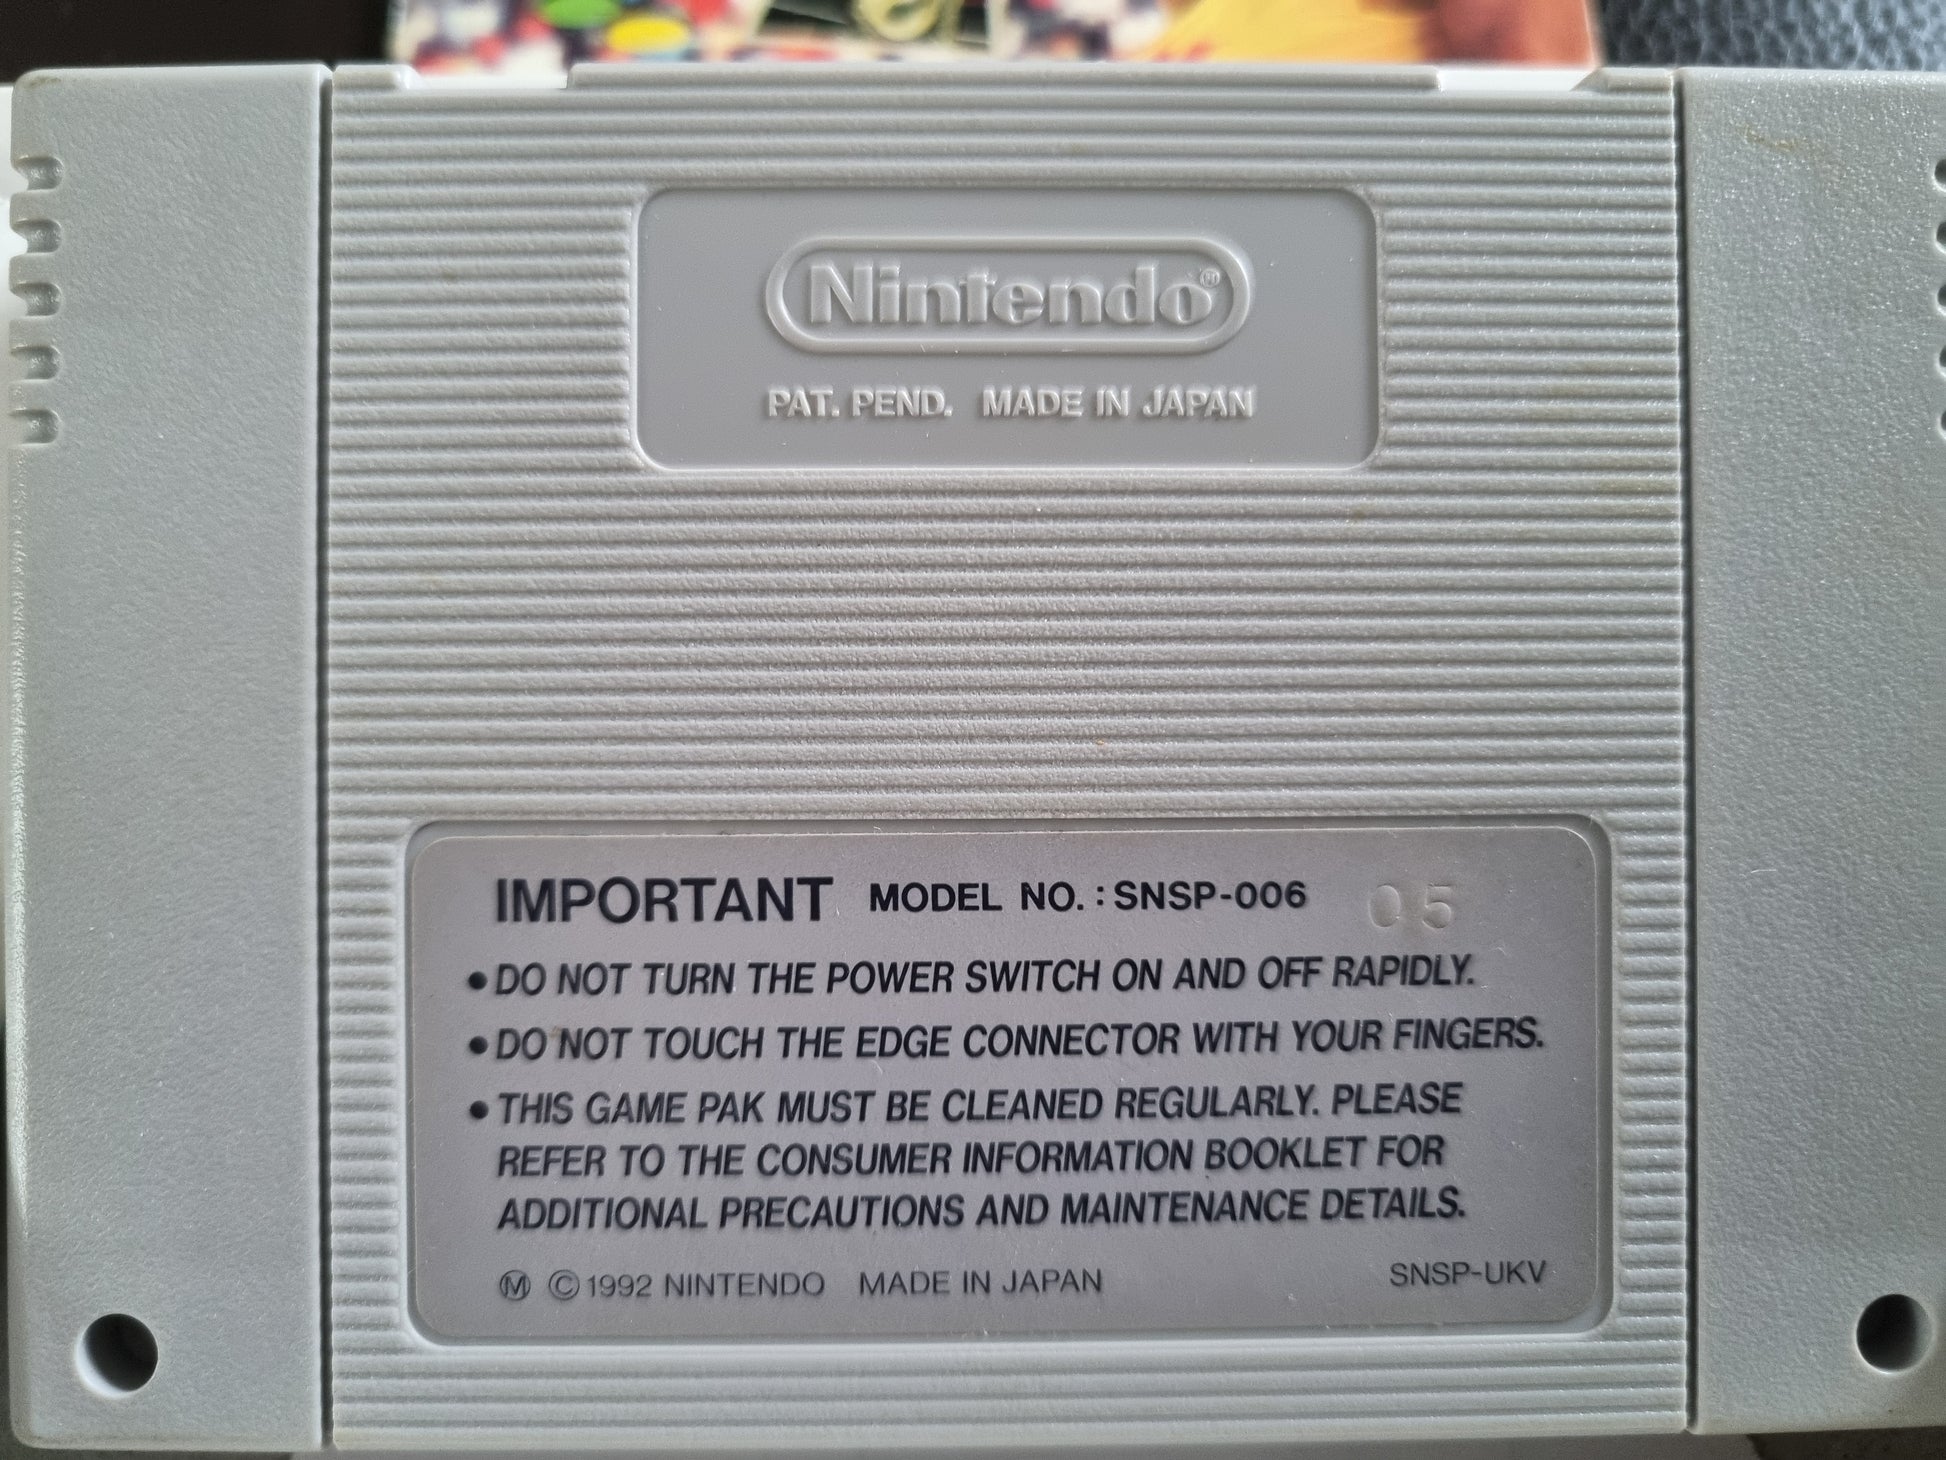 Nintendo®
PAT. PEND. MADE IN JAPAN
IMPORTANT MODEL NO.: SNSP-006 05
• DO NOT TURN THE POWER SWITCH ON AND OFF RAPIDLY.
• DO NOT TOUCH THE EDGE CONNECTOR WITH YOUR FINGERS.
• THIS GAME PAK MUST BE CLEANED REGULARLY. PLEASE
REFER TO THE CONSUMER INFORMATION BOOKLET FOR
ADDITIONAL PRECAUTIONS AND MAINTENANCE DETAILS.
Ⓜ ©1992 NINTENDO MADE IN JAPAN SNSP-UKV